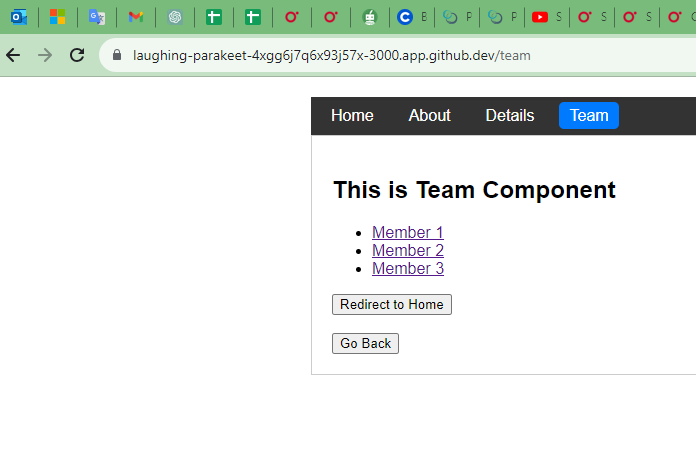 B P P S S S
laughing-parakeet-4xgg6j7q6x93j57x-3000.app.github.dev/team
Home About Details Team
This is Team Component
Member 1
Member 2
Member 3
Redirect to Home
Go Back